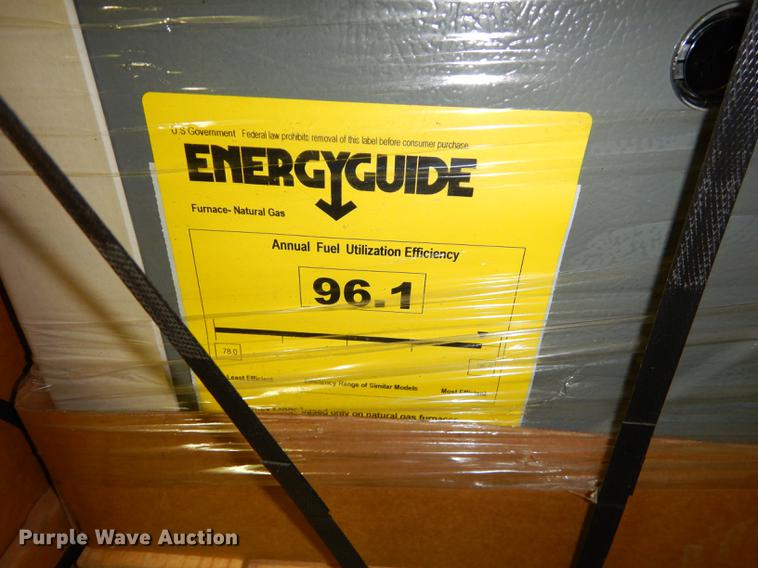 U.S Government Federal law prohibits removal of this label before consumer purchase.
ENERGYGUIDE
Furnace- Natural Gas
Annual Fuel Utilization Efficiency
96.1
78.0
Least Efficient Range of Similar Models Most Efficient
only on natural gas furnaces
Purple Wave Auction